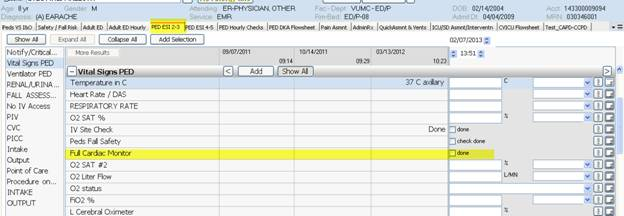 Age: 8 yr Gender: M Attending: ER-PHYSICIAN, OTHER Fac-Dept VUMC - ED/P DOB: 02/14/2004 Acct: 143300009094
Diagnosis: (A) EARACHE Service: EMR Rm-Bed: ED/P-08 Admd Dt: 04/04/2009 MRN: 030346001
Peds VS I&O Safety / Fall Risk Adult ED Adult ED Hourly PED ESI 2-3 PED ESI 4-5 PED Hourly Checks PED DKA Flowsheet Pain Assmnt AdminRx QuickAssmnt & Vents ICU/SD Assmnt/Intervents CVICU Flowsheet Test_CAPD-CCPD
Show All Expand All Collapse All Add Selection 02/07/2013
Notify/Critical... More Results 09/07/2011 10/14/2011 03/13/2012 13:51
Vital Signs PED 09:14 09:29 10:23
Ventilator PED Vital Signs PED < Add Show All >
RENAL/URINA... Temperature in C 37 C axillary C
FALL ASSESS... Heart Rate / DAS
No IV Access RESPIRATORY RATE
PIV O2 SAT % %
CVC IV Site Check Done done
PICC Peds Fall Safety check done
Intake Full Cardiac Monitor done
Output O2 SAT #2 %
Point of Care O2 Liter Flow L/MN
Procedure on... O2 status
INTAKE FiO2 % %
OUTPUT L Cerebral Oximeter